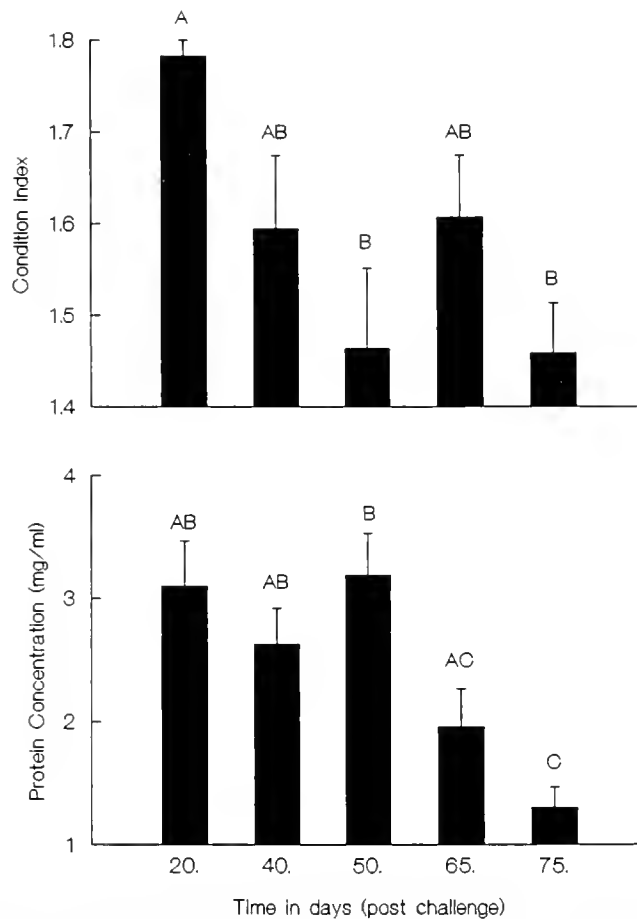 A
1.8
1.7
AB
AB
Condition Index
1.6
B
B
1.5
1.4
4
B
AB
Protein Concentration (mg/ml)
AB
3
AC
2
C
1
20. 40. 50. 65. 75.
Time in days (post challenge)